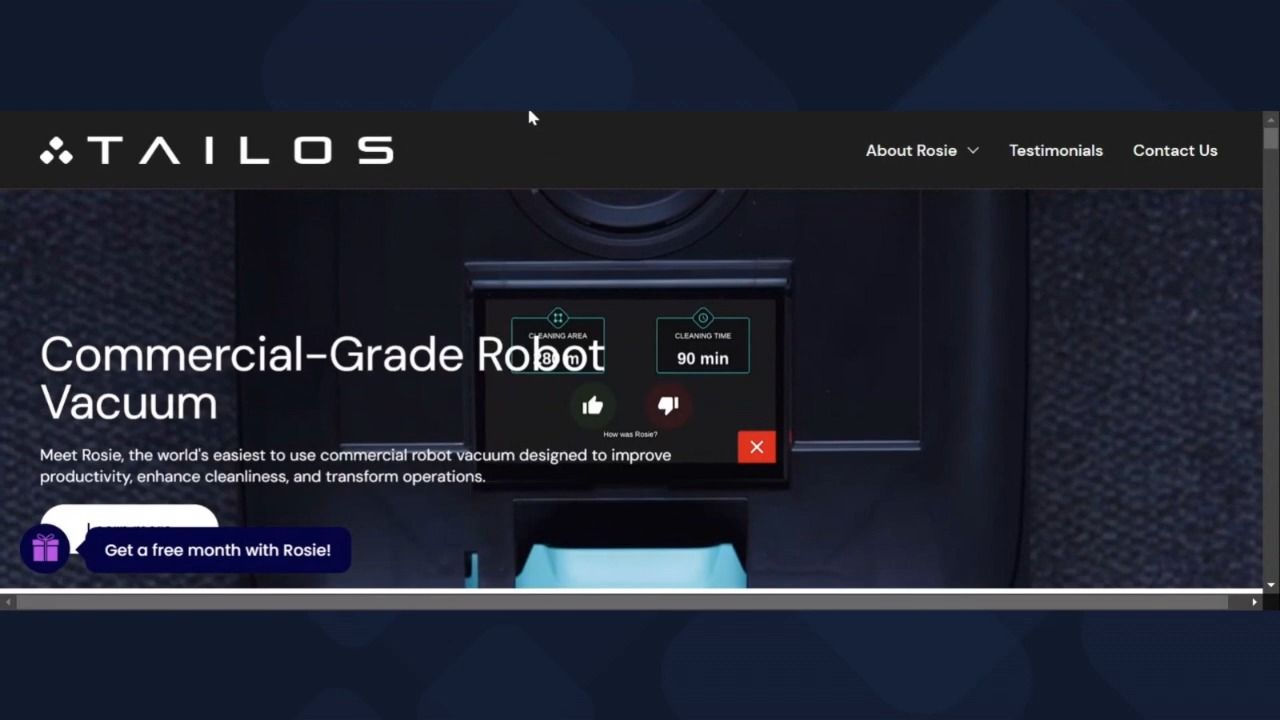 TAILOS
About Rosie
Testimonials
Contact Us
CLEANING AREA
CLEANING TIME
90 min
How was Rosie?
Commercial-Grade Robot
Vacuum
Meet Rosie, the world's easiest to use commercial robot vacuum designed to improve
productivity, enhance cleanliness, and transform operations.
Get a free month with Rosie!